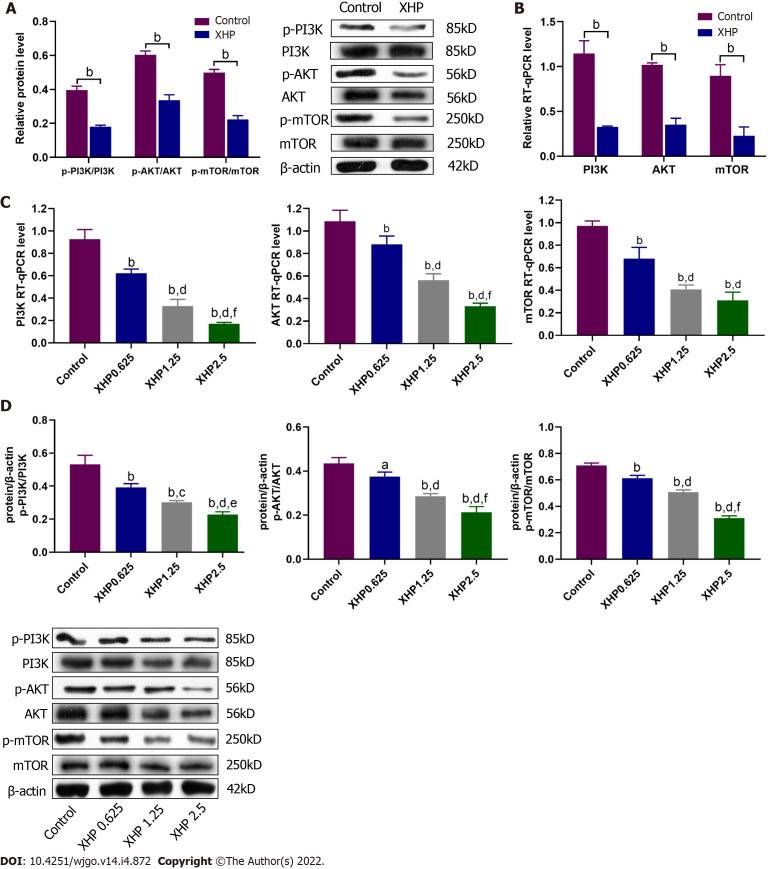 A
Relative protein level
0.8
0.6
0.4
0.2
0.0
Control
XHP
b
b
b
p-PI3K/PI3K
p-AKT/AKT
p-mTOR/mTOR
Control XHP
p-PI3K 85kD
PI3K 85kD
p-AKT 56kD
AKT 56kD
p-mTOR 250kD
mTOR 250kD
β-actin 42kD
B
Relative RT-qPCR level
1.5
1.0
0.5
0.0
Control
XHP
b
b
b
PI3K
AKT
mTOR
C
PI3K RT-qPCR level
1.2
1.0
0.8
0.6
0.4
0.2
0.0
b
b,d
b,d,f
Control
XHP0.625
XHP1.25
XHP2.5
AKT RT-qPCR level
1.2
1.0
0.8
0.6
0.4
0.2
0.0
b
b,d
b,d,f
Control
XHP0.625
XHP1.25
XHP2.5
mTOR RT-qPCR level
1.2
1.0
0.8
0.6
0.4
0.2
0.0
b
b,d
b,d
Control
XHP0.625
XHP1.25
XHP2.5
D
protein/β-actin
p-PI3K/PI3K
0.8
0.6
0.4
0.2
0.0
b
b,c
b,d,e
Control
XHP0.625
XHP1.25
XHP2.5
protein/β-actin
p-AKT/AKT
0.6
0.4
0.2
0.0
a
b,d
b,d,f
Control
XHP0.625
XHP1.25
XHP2.5
protein/β-actin
p-mTOR/mTOR
1.0
0.8
0.6
0.4
0.2
0.0
b
b,d
b,d,f
Control
XHP0.625
XHP1.25
XHP2.5
p-PI3K 85kD
PI3K 85kD
p-AKT 56kD
AKT 56kD
p-mTOR 250kD
mTOR 250kD
β-actin 42kD
Control
XHP 0.625
XHP 1.25
XHP 2.5
DOI: 10.4251/wjgo.v14.i4.872 Copyright ©The Author(s) 2022.